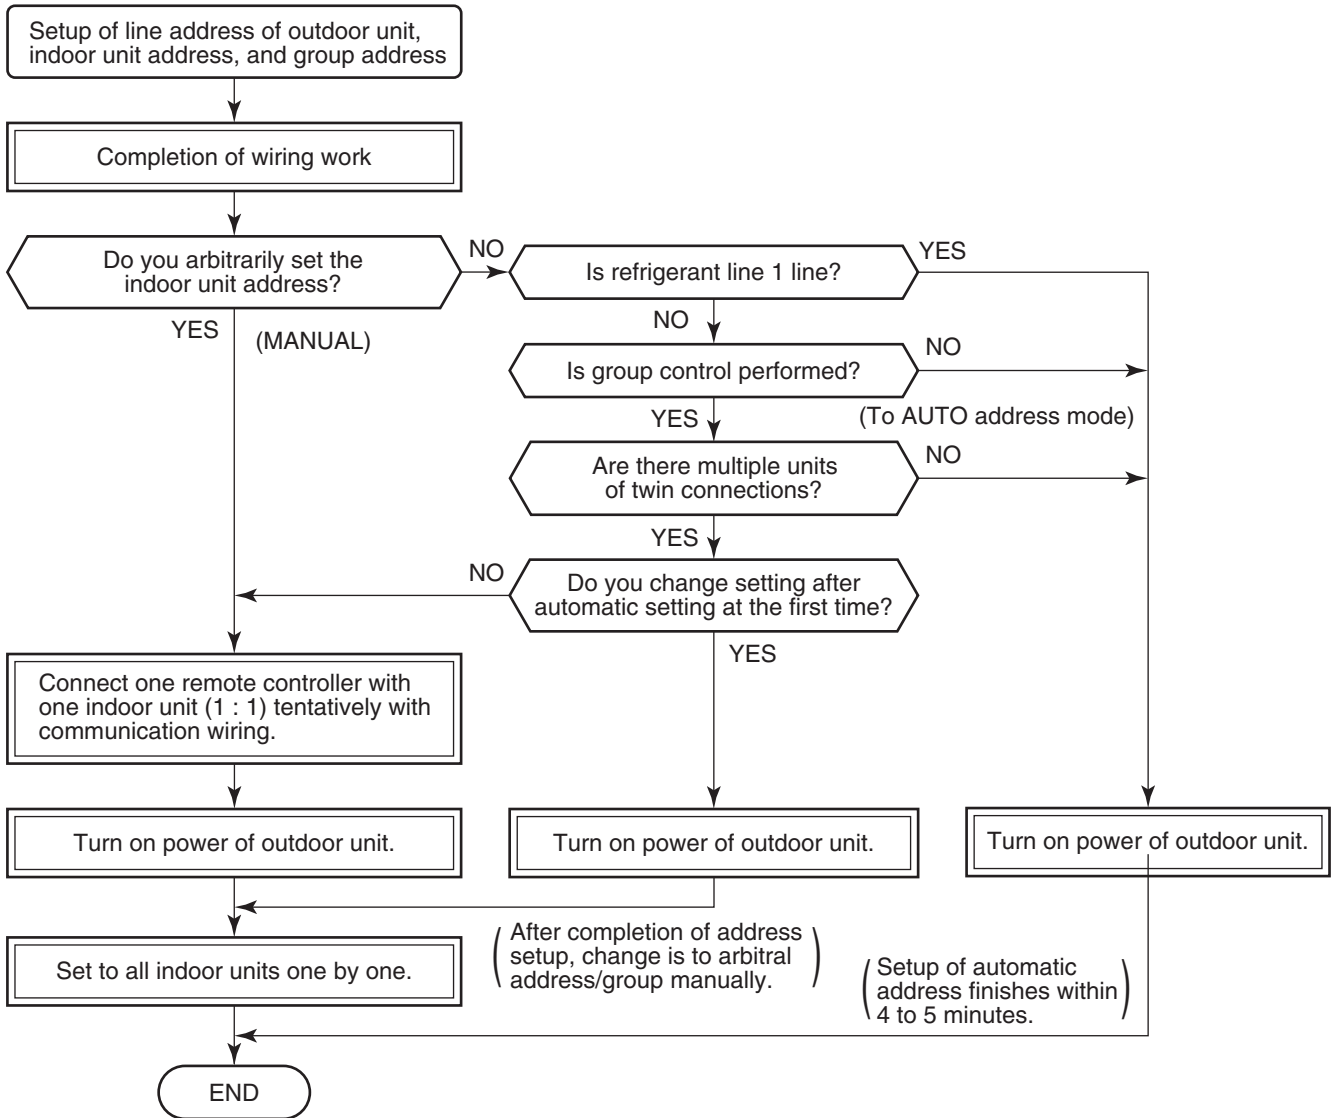 Setup of line address of outdoor unit,
indoor unit address, and group address
Completion of wiring work
Do you arbitrarily set the
indoor unit address?
NO
Is refrigerant line 1 line?
YES
YES
(MANUAL)
NO
Is group control performed?
NO
YES
(To AUTO address mode)
Are there multiple units
of twin connections?
NO
YES
Do you change setting after
automatic setting at the first time?
NO
YES
Connect one remote controller with
one indoor unit (1 : 1) tentatively with
communication wiring.
Turn on power of outdoor unit.
Turn on power of outdoor unit.
Turn on power of outdoor unit.
After completion of address
setup, change is to arbitral
address/group manually.
Set to all indoor units one by one.
Setup of automatic
address finishes within
4 to 5 minutes.
END